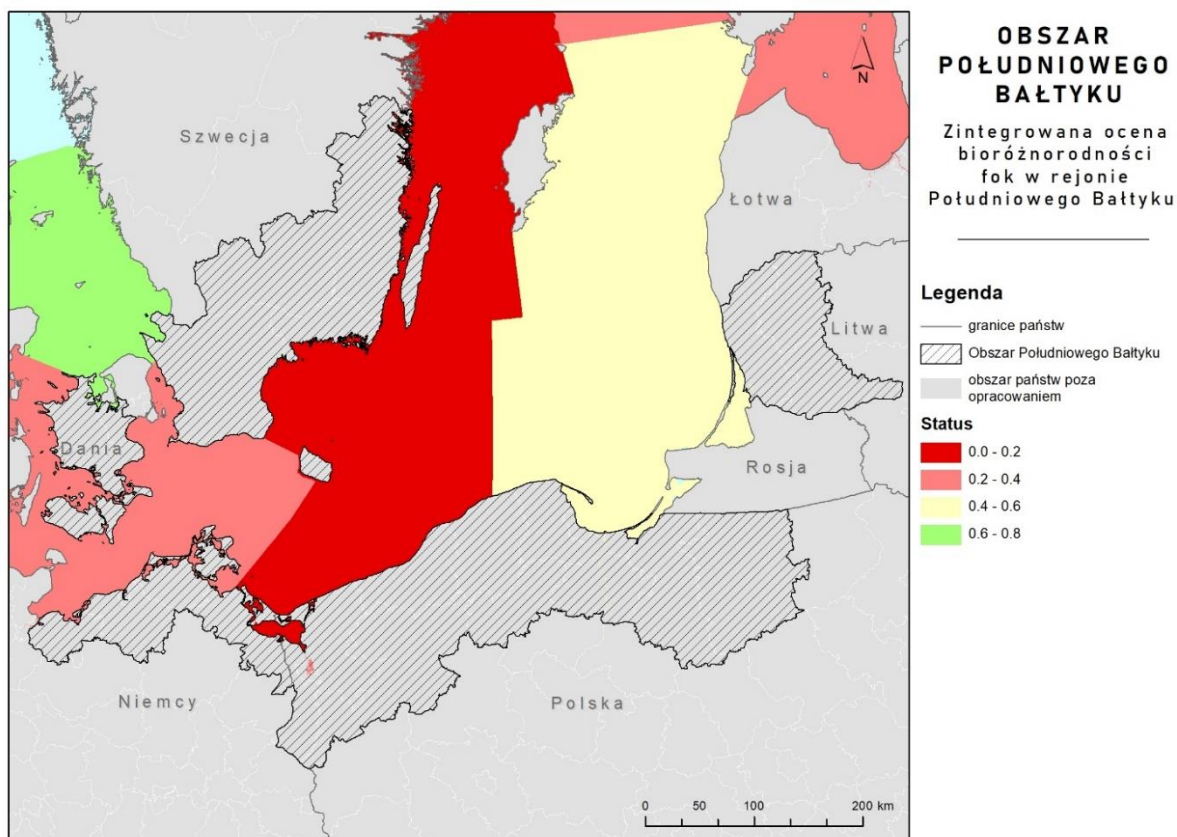 OBSZAR
POŁUDNIOWEGO
BAŁTYKU
Zintegrowana ocena
bioróżnorodności
fok w rejonie
Południowego Bałtyku
Legenda
granice państw
Obszar Południowego Bałtyku
obszar państw poza
opracowaniem
Status
0.0 - 0.2
0.2 - 0.4
0.4 - 0.6
0.6 - 0.8
N
Szwecja
Łotwa
Litwa
Dania
Rosja
Niemcy
Polska
0 50 100 200 km